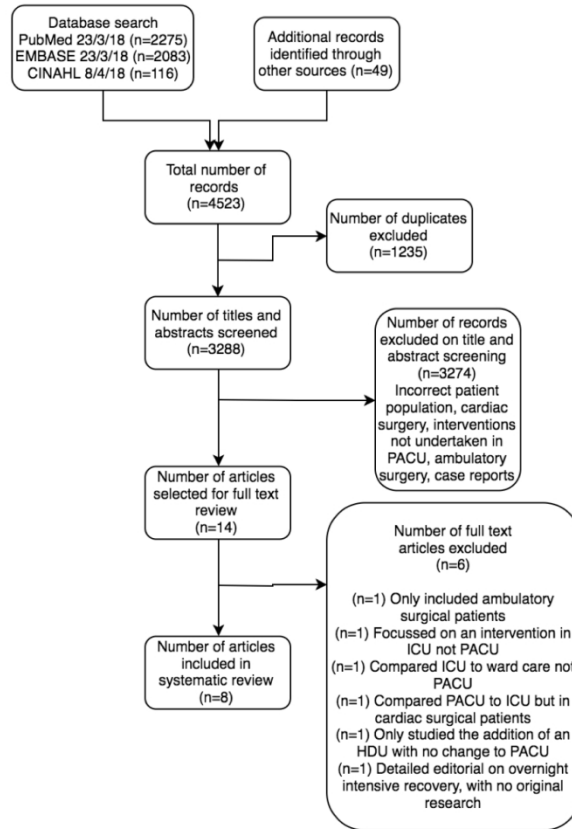 Database search
PubMed 23/3/18 (n=2275)
EMBASE 23/3/18 (n=2083)
CINAHL 8/4/18 (n=116)
Additional records
identified through
other sources (n=49)
Total number of
records
(n=4523)
Number of duplicates
excluded
(n=1235)
Number of titles and
abstracts screened
(n=3288)
Number of records
excluded on title and
abstract screening
(n=3274)
Incorrect patient
population, cardiac
surgery, interventions
not undertaken in
PACU, ambulatory
surgery, case reports
Number of articles
selected for full text
review
(n=14)
Number of full text
articles excluded
(n=6)
(n=1) Only included ambulatory
surgical patients
(n=1) Focussed on an intervention in
ICU not PACU
(n=1) Compared ICU to ward care not
PACU
(n=1) Compared PACU to ICU but in
cardiac surgical patients
(n=1) Only studied the addition of an
HDU with no change to PACU
(n=1) Detailed editorial on overnight
intensive recovery, with no original
research
Number of articles
included in
systematic review
(n=8)